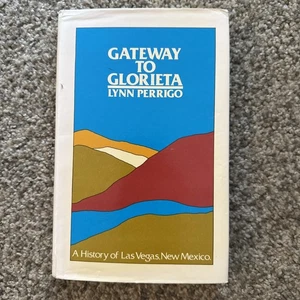 GATEWAY
TO
GLORIETA
LYNN PERRIGO
A History of Las Vegas, New Mexico.